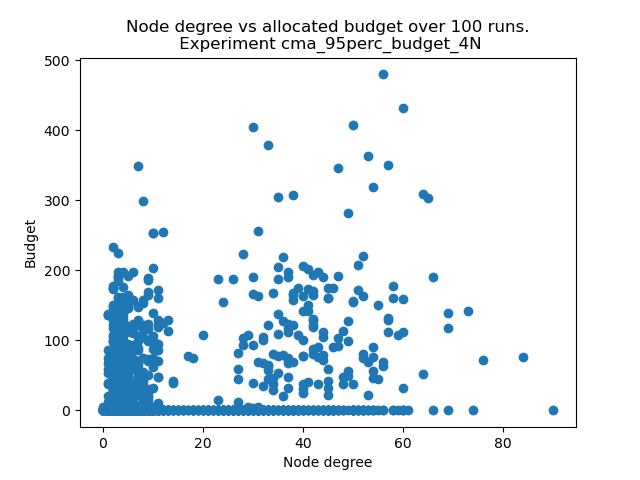 Node degree vs allocated budget over 100 runs.
Experiment cma_95perc_budget_4N
500
400
300
200
100
0
Budget
0 20 40 60 80
Node degree